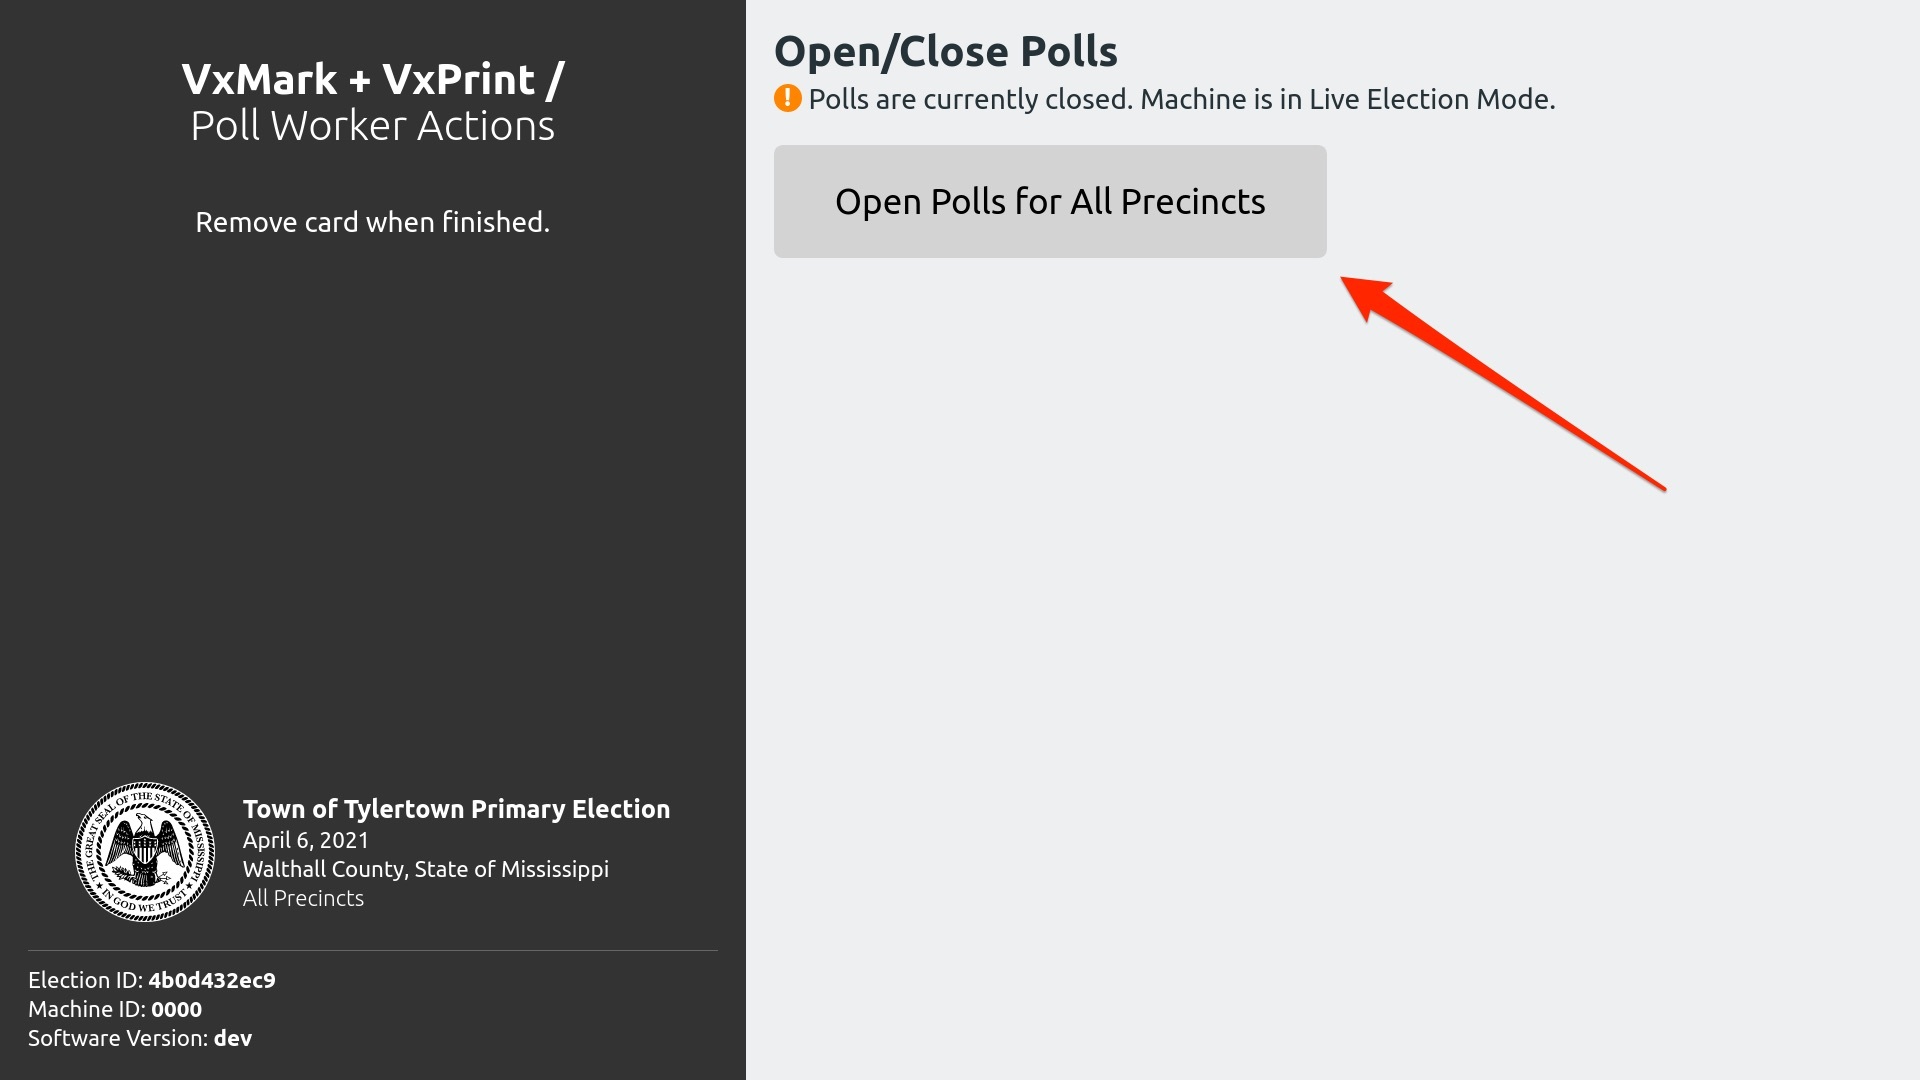 VxMark + VxPrint /
Poll Worker Actions
Remove card when finished.
THE GREAT SEAL OF THE STATE OF MISSISSIPPI
IN GOD WE TRUST
Town of Tylertown Primary Election
April 6, 2021
Walthall County, State of Mississippi
All Precincts
Election ID: 4b0d432ec9
Machine ID: 0000
Software Version: dev
Open/Close Polls
! Polls are currently closed. Machine is in Live Election Mode.
Open Polls for All Precincts